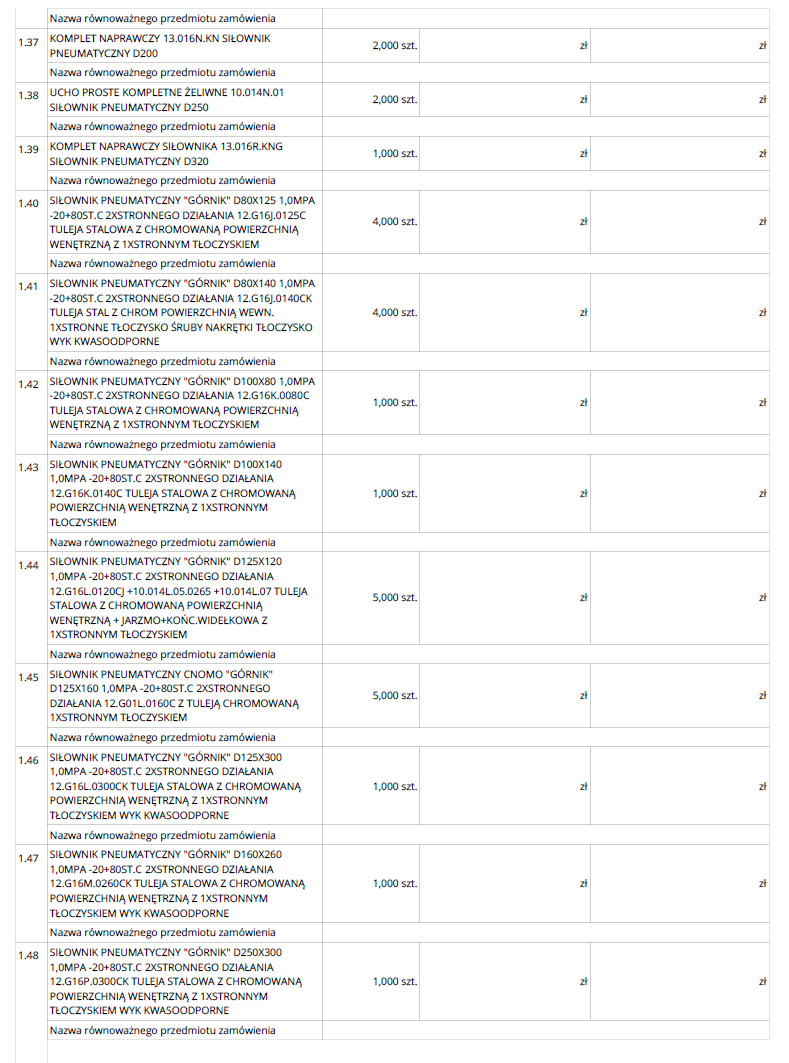 Nazwa równoważnego przedmiotu zamówienia
1.37
KOMPLET NAPRAWCZY 13.016N.KN SIŁOWNIK
PNEUMATYCZNY D200
2,000 szt.
zł
zł
Nazwa równoważnego przedmiotu zamówienia
1.38
UCHO PROSTE KOMPLETNE ŻELIWNE 10.014N.01
SIŁOWNIK PNEUMATYCZNY D250
2,000 szt.
zł
zł
Nazwa równoważnego przedmiotu zamówienia
1.39
KOMPLET NAPRAWCZY SIŁOWNIKA 13.016R.KNG
SIŁOWNIK PNEUMATYCZNY D320
1,000 szt.
zł
zł
Nazwa równoważnego przedmiotu zamówienia
1.40
SIŁOWNIK PNEUMATYCZNY "GÓRNIK" D80X125 1,0MPA
-20+80ST.C 2XSTRONNEGO DZIAŁANIA 12.G16J.0125C
TULEJA STALOWA Z CHROMOWANĄ POWIERZCHNIĄ
WENĘTRZNĄ Z 1XSTRONNYM TŁOCZYSKIEM
4,000 szt.
zł
zł
Nazwa równoważnego przedmiotu zamówienia
1.41
SIŁOWNIK PNEUMATYCZNY "GÓRNIK" D80X140 1,0MPA
-20+80ST.C 2XSTRONNEGO DZIAŁANIA 12.G16J.0140CK
TULEJA STAL Z CHROM POWIERZCHNIĄ WEWN.
1XSTRONNE TŁOCZYSKO ŚRUBY NAKRĘTKI TŁOCZYSKO
WYK KWASOODPORNE
4,000 szt.
zł
zł
Nazwa równoważnego przedmiotu zamówienia
1.42
SIŁOWNIK PNEUMATYCZNY "GÓRNIK" D100X80 1,0MPA
-20+80ST.C 2XSTRONNEGO DZIAŁANIA 12.G16K.0080C
TULEJA STALOWA Z CHROMOWANĄ POWIERZCHNIĄ
WENĘTRZNĄ Z 1XSTRONNYM TŁOCZYSKIEM
1,000 szt.
zł
zł
Nazwa równoważnego przedmiotu zamówienia
1.43
SIŁOWNIK PNEUMATYCZNY "GÓRNIK" D100X140
1,0MPA -20+80ST.C 2XSTRONNEGO DZIAŁANIA
12.G16K.0140C TULEJA STALOWA Z CHROMOWANĄ
POWIERZCHNIĄ WENĘTRZNĄ Z 1XSTRONNYM
TŁOCZYSKIEM
1,000 szt.
zł
zł
Nazwa równoważnego przedmiotu zamówienia
1.44
SIŁOWNIK PNEUMATYCZNY "GÓRNIK" D125X120
1,0MPA -20+80ST.C 2XSTRONNEGO DZIAŁANIA
12.G16L.0120CJ +10.014L.05.0265 +10.014L.07 TULEJA
STALOWA Z CHROMOWANĄ POWIERZCHNIĄ
WENĘTRZNĄ + JARZMO+KOŃC.WIDEŁKOWA Z
1XSTRONNYM TŁOCZYSKIEM
5,000 szt.
zł
zł
Nazwa równoważnego przedmiotu zamówienia
1.45
SIŁOWNIK PNEUMATYCZNY CNOMO "GÓRNIK"
D125X160 1,0MPA -20+80ST.C 2XSTRONNEGO
DZIAŁANIA 12.G01L.0160C Z TULEJĄ CHROMOWANĄ
1XSTRONNYM TŁOCZYSKIEM
5,000 szt.
zł
zł
Nazwa równoważnego przedmiotu zamówienia
1.46
SIŁOWNIK PNEUMATYCZNY "GÓRNIK" D125X300
1,0MPA -20+80ST.C 2XSTRONNEGO DZIAŁANIA
12.G16L.0300CK TULEJA STALOWA Z CHROMOWANĄ
POWIERZCHNIĄ WENĘTRZNĄ Z 1XSTRONNYM
TŁOCZYSKIEM WYK KWASOODPORNE
1,000 szt.
zł
zł
Nazwa równoważnego przedmiotu zamówienia
1.47
SIŁOWNIK PNEUMATYCZNY "GÓRNIK" D160X260
1,0MPA -20+80ST.C 2XSTRONNEGO DZIAŁANIA
12.G16M.0260CK TULEJA STALOWA Z CHROMOWANĄ
POWIERZCHNIĄ WENĘTRZNĄ Z 1XSTRONNYM
TŁOCZYSKIEM WYK KWASOODPORNE
1,000 szt.
zł
zł
Nazwa równoważnego przedmiotu zamówienia
1.48
SIŁOWNIK PNEUMATYCZNY "GÓRNIK" D250X300
1,0MPA -20+80ST.C 2XSTRONNEGO DZIAŁANIA
12.G16P.0300CK TULEJA STALOWA Z CHROMOWANĄ
POWIERZCHNIĄ WENĘTRZNĄ Z 1XSTRONNYM
TŁOCZYSKIEM WYK KWASOODPORNE
1,000 szt.
zł
zł
Nazwa równoważnego przedmiotu zamówienia